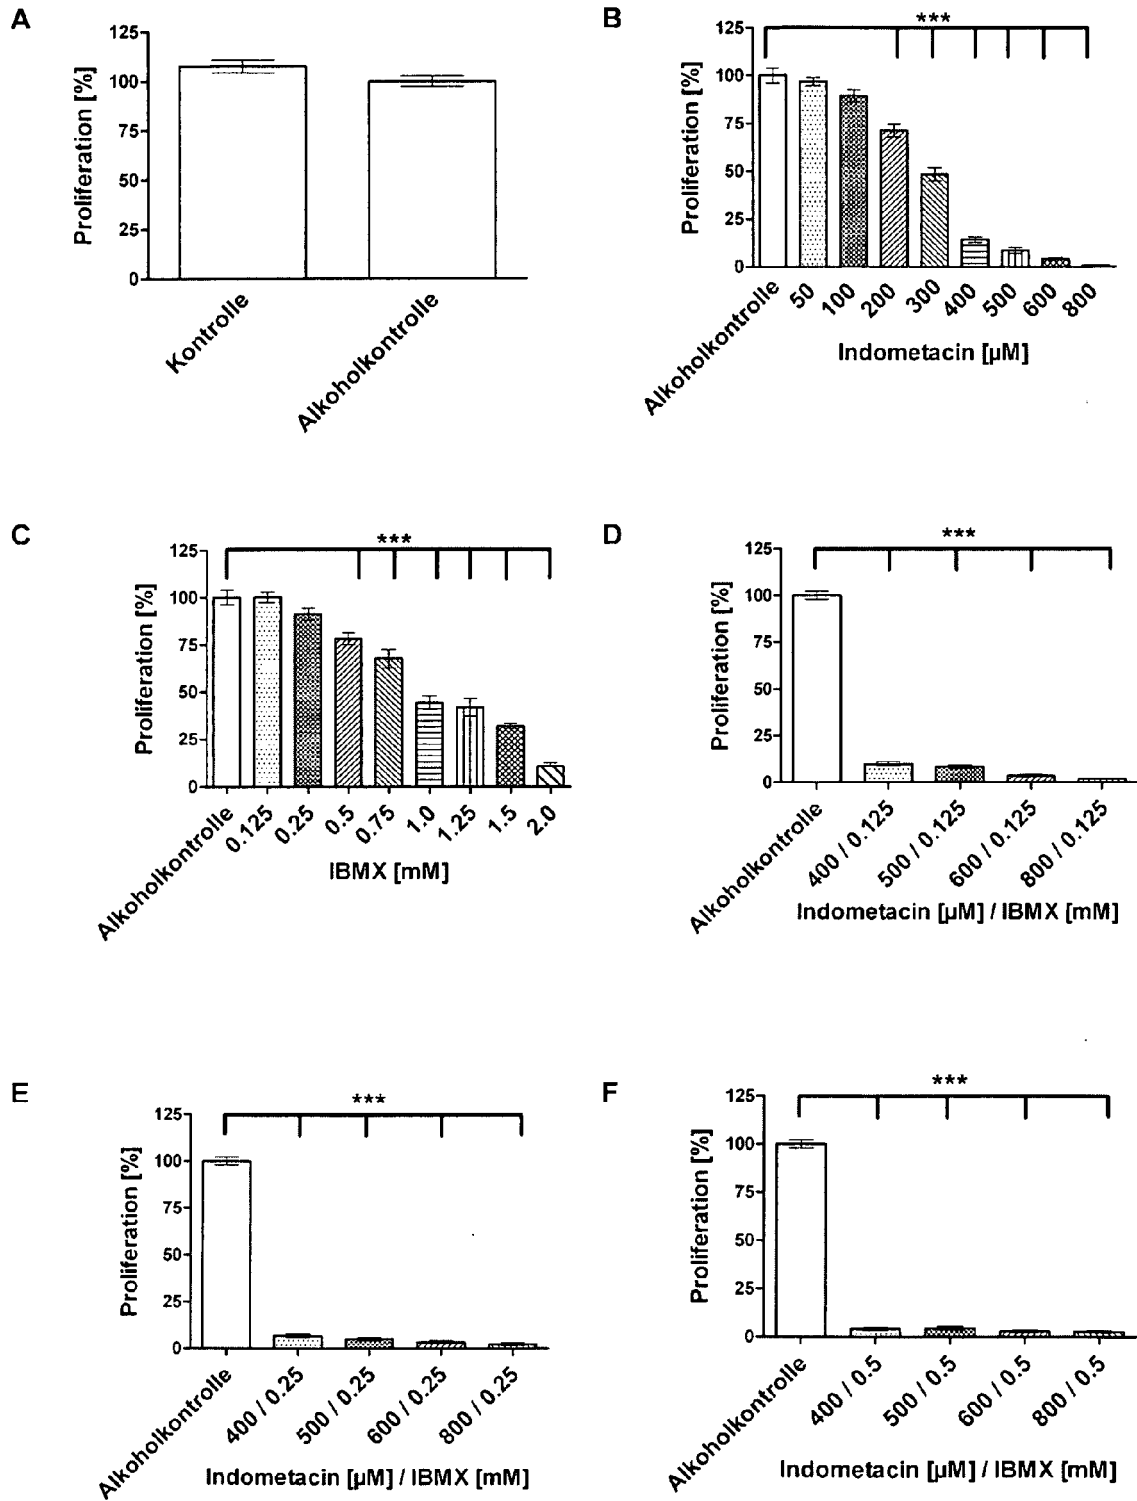 A
125
100
75
50
25
0
Proliferation [%]
Kontrolle
Alkoholkontrolle
B
***
125
100
75
50
25
0
Proliferation [%]
Alkoholkontrolle
50
100
200
300
400
500
600
800
Indometacin [µM]
C
***
125
100
75
50
25
0
Proliferation [%]
Alkoholkontrolle
0.125
0.25
0.5
0.75
1.0
1.25
1.5
2.0
IBMX [mM]
D
***
125
100
75
50
25
0
Proliferation [%]
Alkoholkontrolle
400 / 0.125
500 / 0.125
600 / 0.125
800 / 0.125
Indometacin [µM] / IBMX [mM]
E
***
125
100
75
50
25
0
Proliferation [%]
Alkoholkontrolle
400 / 0.25
500 / 0.25
600 / 0.25
800 / 0.25
Indometacin [µM] / IBMX [mM]
F
***
125
100
75
50
25
0
Proliferation [%]
Alkoholkontrolle
400 / 0.5
500 / 0.5
600 / 0.5
800 / 0.5
Indometacin [µM] / IBMX [mM]